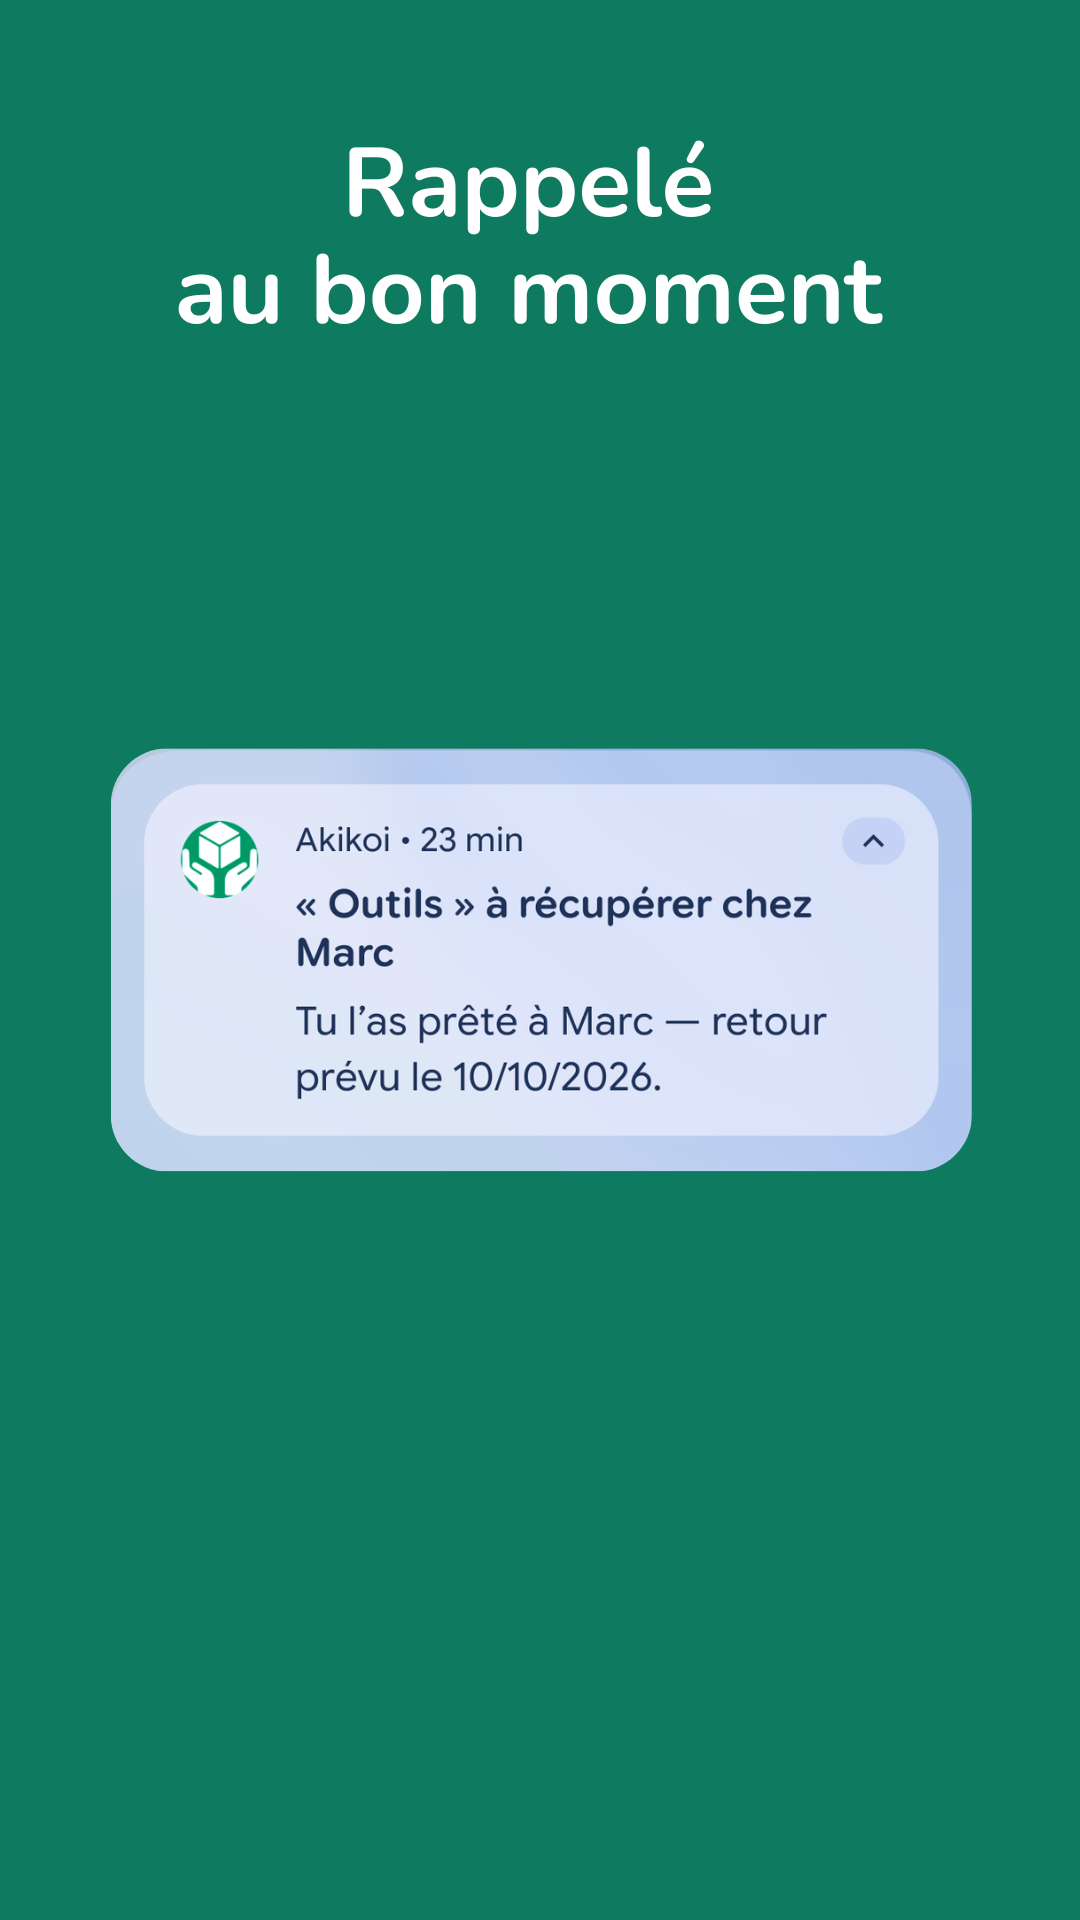 Rappelé
au bon moment
Akikoi • 23 min
« Outils » à récupérer chez
Marc
Tu l’as prêté à Marc — retour
prévu le 10/10/2026.